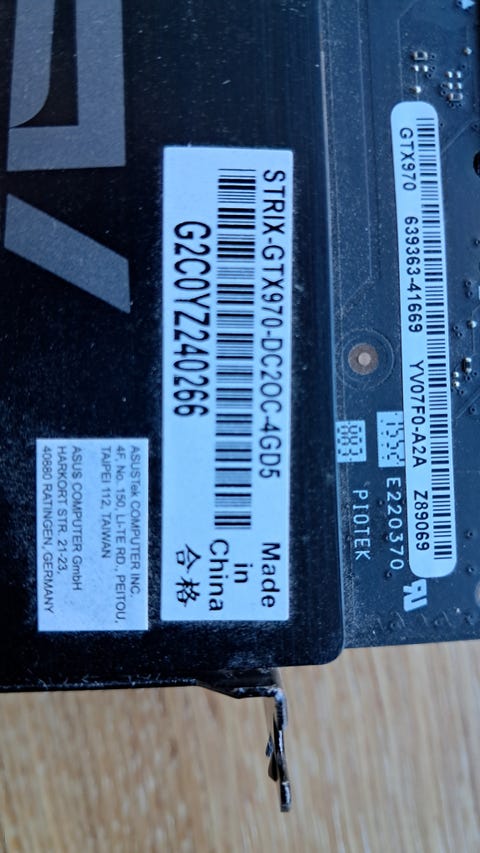 STRIX-GTX970-DC2OC-4GD5
G2C0YZ240266
Made
in
China
合格
ASUSTek COMPUTER INC.
4F, No. 150, LI-TE RD., PEITOU,
TAIPEI 112, TAIWAN
ASUS COMPUTER GmbH
HARKORT STR. 21-23,
40880 RATINGEN, GERMANY
GTX970 639363-41669 YV07F0-A2A Z89069
E220370
PIOTEK